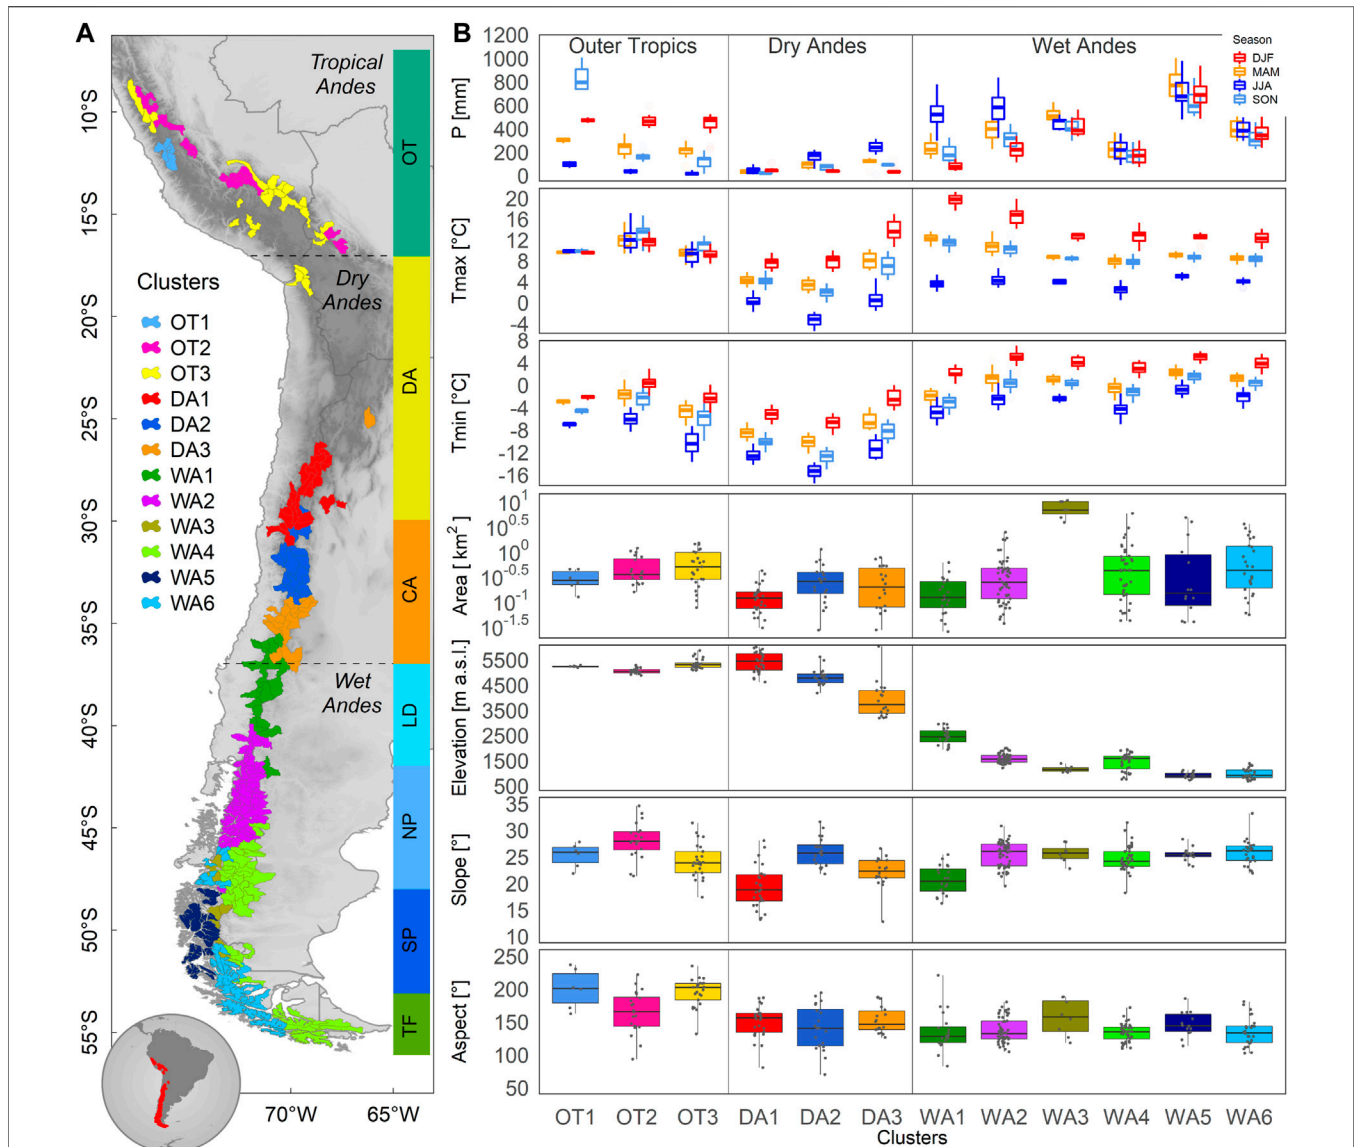 A
Tropical
Andes
Dry
Andes
Wet
Andes
10°S
15°S
20°S
25°S
30°S
35°S
40°S
45°S
50°S
55°S
70°W
65°W
Clusters
OT1
OT2
OT3
DA1
DA2
DA3
WA1
WA2
WA3
WA4
WA5
WA6
OT
DA
CA
LD
NP
SP
TF
B
Outer Tropics
Dry Andes
Wet Andes
Season
DJF
MAM
JJA
SON
P [mm]
1200
1000
800
600
400
200
0
Tmax [°C]
20
16
12
8
4
0
-4
Tmin [°C]
8
4
0
-4
-8
-12
-16
Area [km²]
10^1
10^0.5
10^0
10^-0.5
10^-1
10^-1.5
Elevation [m a.s.l.]
5500
4500
3500
2500
1500
500
Slope [°]
35
30
25
20
15
10
Aspect [°]
250
200
150
100
50
OT1 OT2 OT3 DA1 DA2 DA3 WA1 WA2 WA3 WA4 WA5 WA6
Clusters